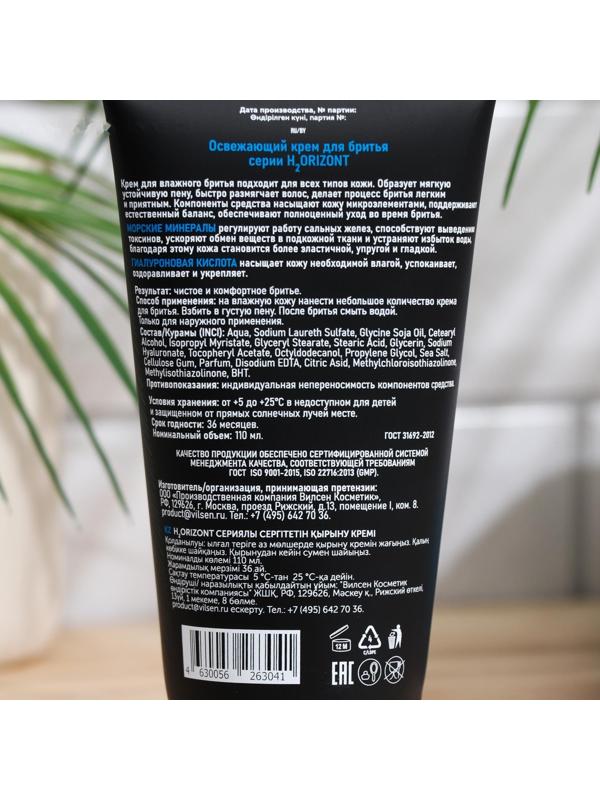 Дата производства, № партии:
Өндірілген күні, партия №:
RU/BY
Освежающий крем для бритья
серии H₂ORIZONT
Крем для влажного бритья подходит для всех типов кожи. Образует мягкую
устойчивую пену, быстро размягчает волос, делает процесс бритья легким
и приятным. Компоненты средства насыщают кожу микроэлементами, поддерживают
естественный баланс, обеспечивают полноценный уход во время бритья.
МОРСКИЕ МИНЕРАЛЫ регулируют работу сальных желез, способствуют выведению
токсинов, ускоряют обмен веществ в подкожной ткани и устраняют избыток воды,
благодаря этому кожа становится более эластичной, упругой и гладкой.
ГИАЛУРОНОВАЯ КИСЛОТА насыщает кожу необходимой влагой, успокаивает,
оздоравливает и укрепляет.
Результат: чистое и комфортное бритье.
Способ применения: на влажную кожу нанести небольшое количество крема
для бритья. Взбить в густую пену. После бритья смыть водой.
Только для наружного применения.
Состав/Курамы (INCI): Aqua, Sodium Laureth Sulfate, Glycine Soja Oil, Cetearyl
Alcohol, Isopropyl Myristate, Glyceryl Stearate, Stearic Acid, Glycerin, Sodium
Hyaluronate, Tocopheryl Acetate, Octyldodecanol, Propylene Glycol, Sea Salt,
Cellulose Gum, Parfum, Disodium EDTA, Citric Acid, Methylchloroisothiazolinone,
Methylisothiazolinone, BHT.
Противопоказания: индивидуальная непереносимость компонентов средства.
Условия хранения: от +5 до +25°С в недоступном для детей
и защищенном от прямых солнечных лучей месте.
Срок годности: 36 месяцев.
Номинальный объем: 110 мл.
ГОСТ 31692-2012
КАЧЕСТВО ПРОДУКЦИИ ОБЕСПЕЧЕНО СЕРТИФИЦИРОВАННОЙ СИСТЕМОЙ
МЕНЕДЖМЕНТА КАЧЕСТВА, СООТВЕТСТВУЮЩЕЙ ТРЕБОВАНИЯМ
ГОСТ ISO 9001-2015, ISO 22716:2013 (GMP).
Изготовитель/организация, принимающая претензии:
ООО «Производственная компания Вилсен Косметик»,
РФ, 129626, г. Москва, проезд Рижский, д.13, помещение I, ком. 8.
product@vilsen.ru. Тел.: +7 (495) 642 70 36.
KZ H₂ORIZONT СЕРИЯЛЫ СЕРГІТЕТІН ҚЫРЫНУ КРЕМІ
Қолданылуы: ылғал теріге аз мөлшерде қырыну кремін жағыңыз. Қалың
көбікке шайқаңыз. Қырынудан кейін сумен шайыңыз.
Номиналды көлемі 110 мл.
Жарамдылық мерзімі 36 ай.
Сақтау температурасы 5 °С-тан 25 °С-қа дейін.
Өндіруші/ наразылықты қабылдайтын ұйым: "Вилсен Косметик
өндірістік компаниясы" ЖШҚ, РФ, 129626, Маскеу қ., Рижский өткелі,
13үй, 1 мекеме, 8 бөлме.
product@vilsen.ru ескерту. Тел.: +7 (495) 642 70 36.
4 630056 263041
12 M
C/LDPE
EAC